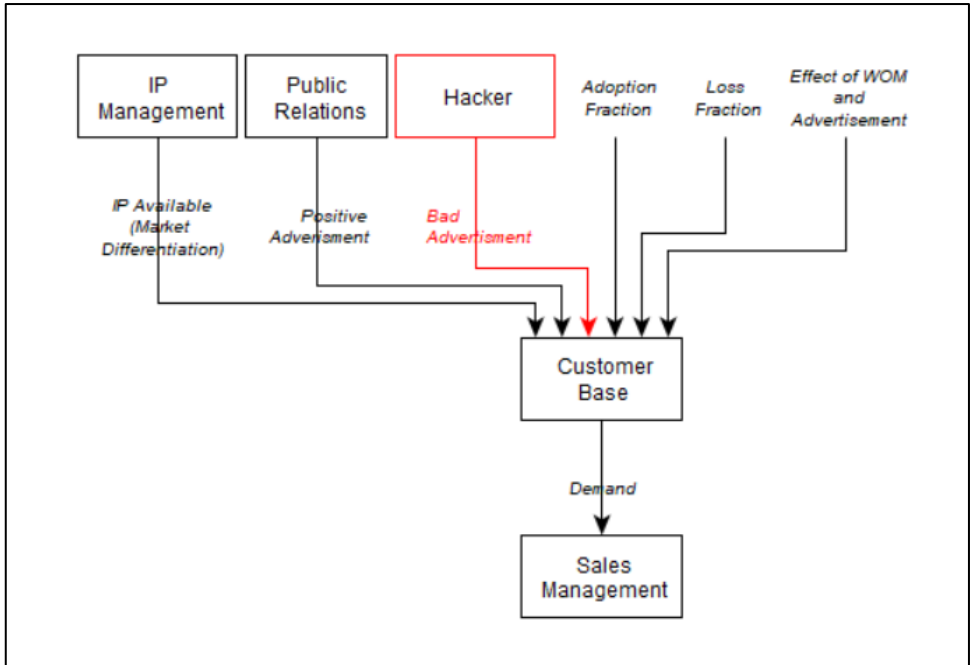 IP
Management
Public
Relations
Hacker
Adoption
Fraction
Loss
Fraction
Effect of WOM
and
Advertisement
IP Available
(Market
Differentiation)
Positive
Adverisment
Bad
Advertisment
Customer
Base
Demand
Sales
Management